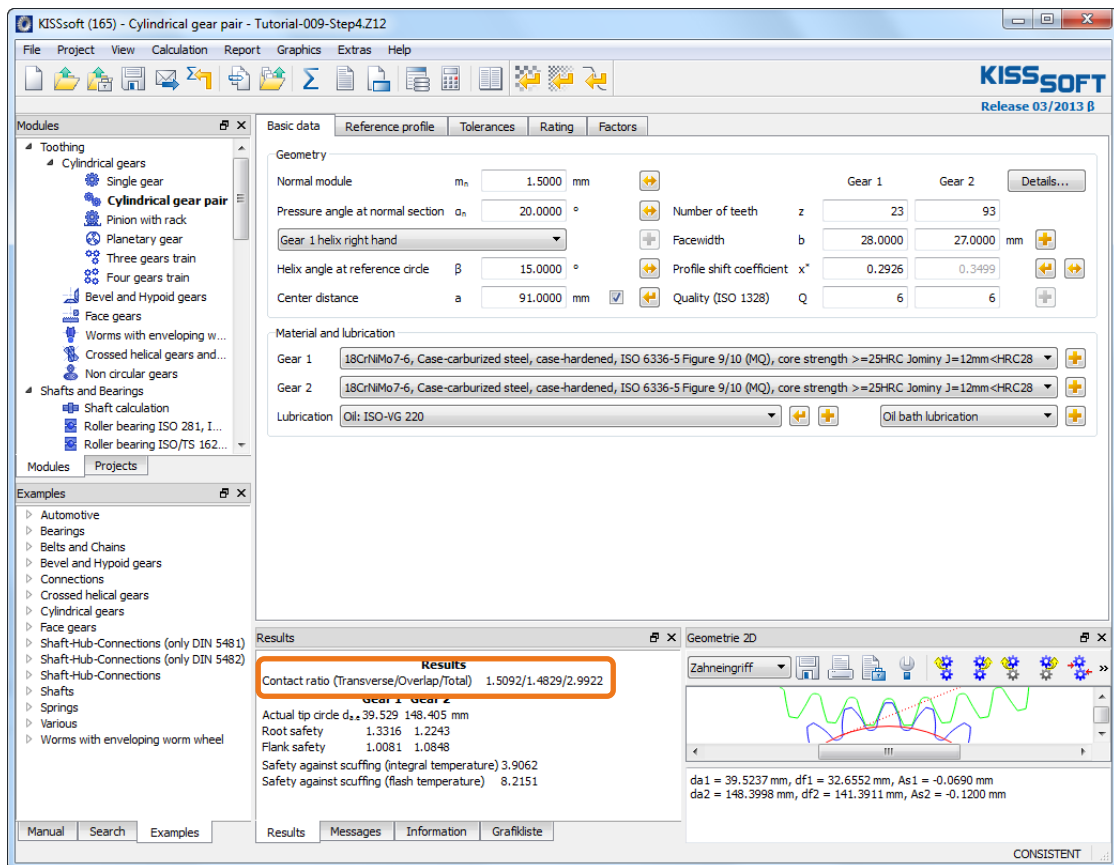 KISSsoft (165) - Cylindrical gear pair - Tutorial-009-Step4.Z12
File Project View Calculation Report Graphics Extras Help
KISSSOFT
Release 03/2013 β
Modules
Toothing
Cylindrical gears
Single gear
Cylindrical gear pair
Pinion with rack
Planetary gear
Three gears train
Four gears train
Bevel and Hypoid gears
Face gears
Worms with enveloping w...
Crossed helical gears and...
Non circular gears
Shafts and Bearings
Shaft calculation
Roller bearing ISO 281, I...
Roller bearing ISO/TS 162...
Modules Projects
Examples
Automotive
Bearings
Belts and Chains
Bevel and Hypoid gears
Connections
Crossed helical gears
Cylindrical gears
Face gears
Shaft-Hub-Connections (only DIN 5481)
Shaft-Hub-Connections (only DIN 5482)
Shaft-Hub-Connections
Shafts
Springs
Various
Worms with enveloping worm wheel
Manual Search Examples
Basic data Reference profile Tolerances Rating Factors
Geometry
Normal module mn 1.5000 mm Gear 1 Gear 2 Details...
Pressure angle at normal section αn 20.0000 ° Number of teeth z 23 93
Gear 1 helix right hand Facewidth b 28.0000 27.0000 mm
Helix angle at reference circle β 15.0000 ° Profile shift coefficient x* 0.2926 0.3499
Center distance a 91.0000 mm Quality (ISO 1328) Q 6 6
Material and lubrication
Gear 1 18CrNiMo7-6, Case-carburized steel, case-hardened, ISO 6336-5 Figure 9/10 (MQ), core strength >=25HRC Jominy J=12mm<HRC28
Gear 2 18CrNiMo7-6, Case-carburized steel, case-hardened, ISO 6336-5 Figure 9/10 (MQ), core strength >=25HRC Jominy J=12mm<HRC28
Lubrication Oil: ISO-VG 220 Oil bath lubrication
Results
Results
Contact ratio (Transverse/Overlap/Total) 1.5092/1.4829/2.9922
Gear 1 Gear 2
Actual tip circle 39.529 148.405 mm
Root safety 1.3316 1.2243
Flank safety 1.0081 1.0848
Safety against scuffing (integral temperature) 3.9062
Safety against scuffing (flash temperature) 8.2151
Results Messages Information Grafikliste
Geometrie 2D
Zahneingriff
da1 = 39.5237 mm, df1 = 32.6552 mm, As1 = -0.0690 mm
da2 = 148.3998 mm, df2 = 141.3911 mm, As2 = -0.1200 mm
CONSISTENT